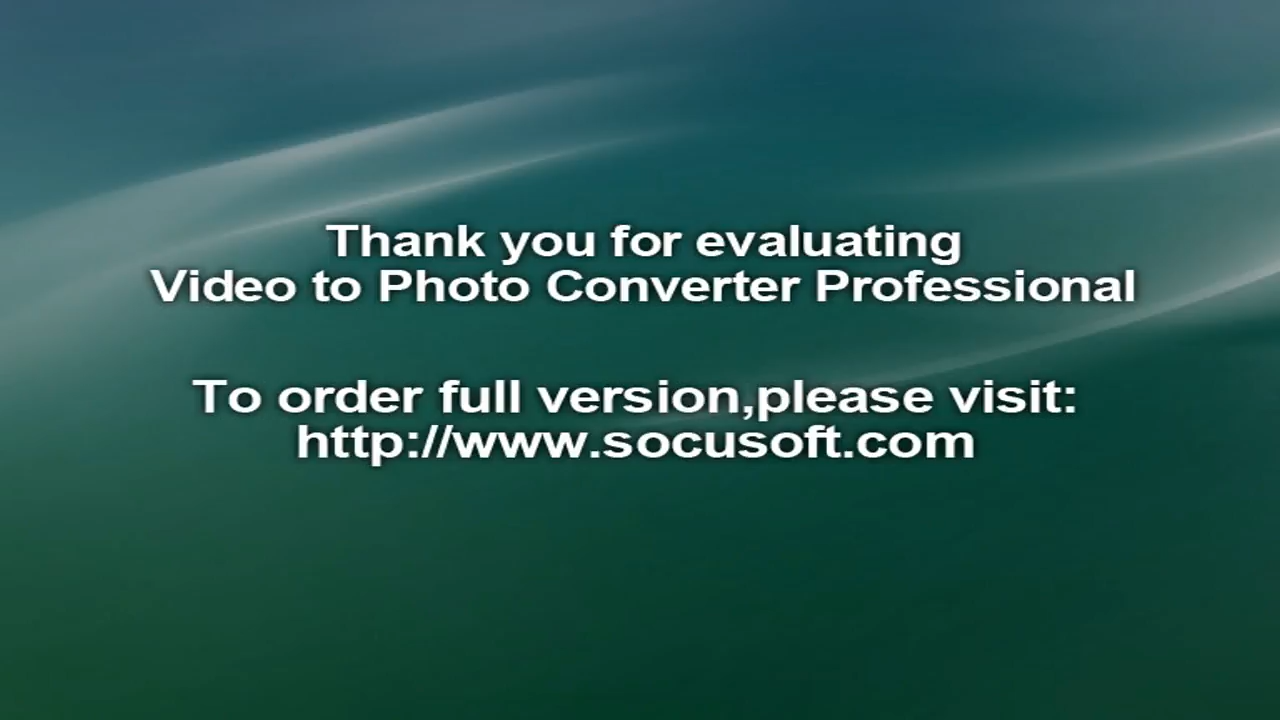 Thank you for evaluating
Video to Photo Converter Professional
To order full version,please visit:
http://www.socusoft.com